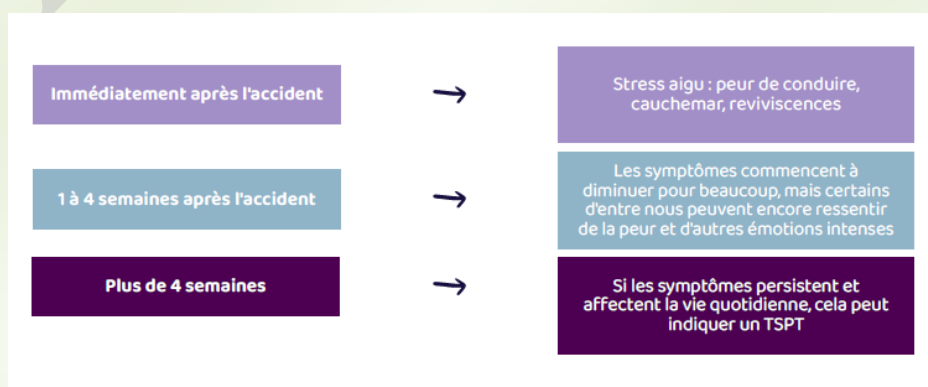 Immédiatement après l'accident
→
Stress aigu : peur de conduire,
cauchemar, reviviscences
1 à 4 semaines après l'accident
→
Les symptômes commencent à
diminuer pour beaucoup, mais certains
d'entre nous peuvent encore ressentir
de la peur et d'autres émotions intenses
Plus de 4 semaines
→
Si les symptômes persistent et
affectent la vie quotidienne, cela peut
indiquer un TSPT